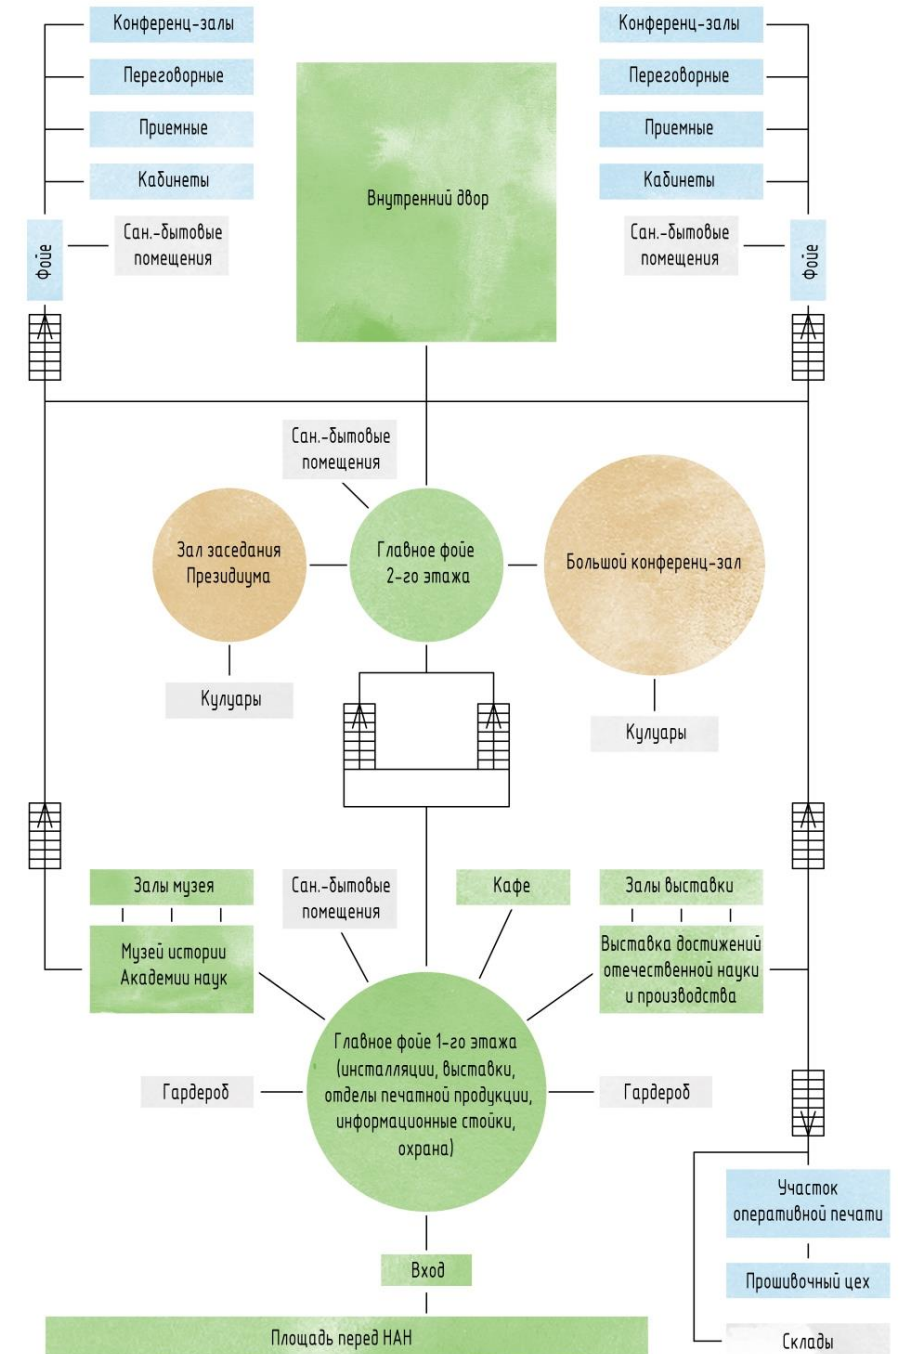 Конференц-залы
Переговорные
Приемные
Кабинеты
Сан.-бытовые
помещения
Фойе
Внутренний двор
Конференц-залы
Переговорные
Приемные
Кабинеты
Сан.-бытовые
помещения
Фойе
Сан.-бытовые
помещения
Зал заседания
Президиума
Главное фойе
2-го этажа
Большой конференц-зал
Кулуары
Кулуары
Залы музея
Музей истории
Академии наук
Сан.-бытовые
помещения
Кафе
Залы выставки
Выставка достижений
отечественной науки
и производства
Гардероб
Главное фойе 1-го этажа
(инсталляции, выставки,
отделы печатной продукции,
информационные стойки,
охрана)
Гардероб
Участок
оперативной печати
Прошивочный цех
Склады
Вход
Площадь перед НАН